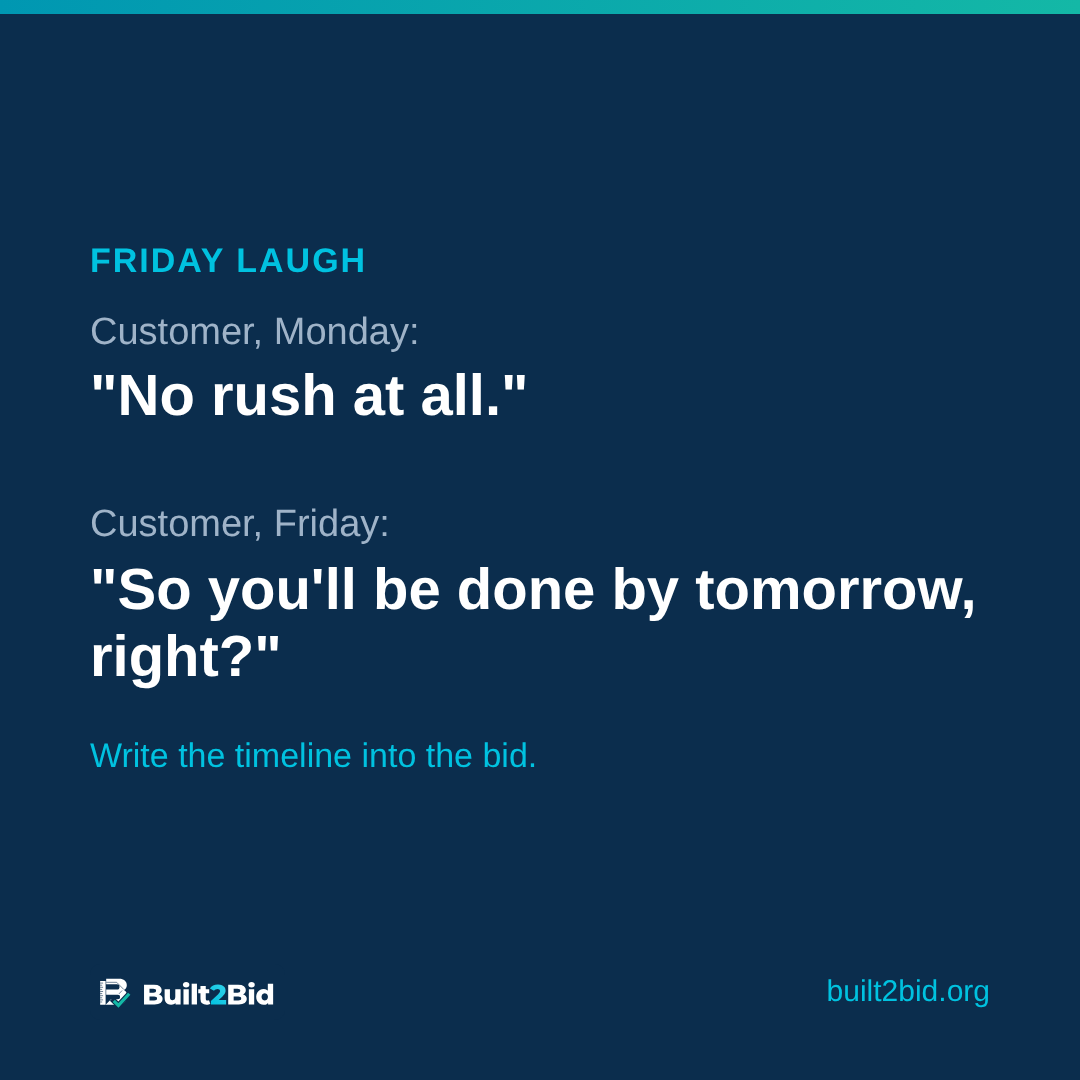 FRIDAY LAUGH
Customer, Monday:
"No rush at all."
Customer, Friday:
"So you'll be done by tomorrow,
right?"
Write the timeline into the bid.
Built2Bid
built2bid.org